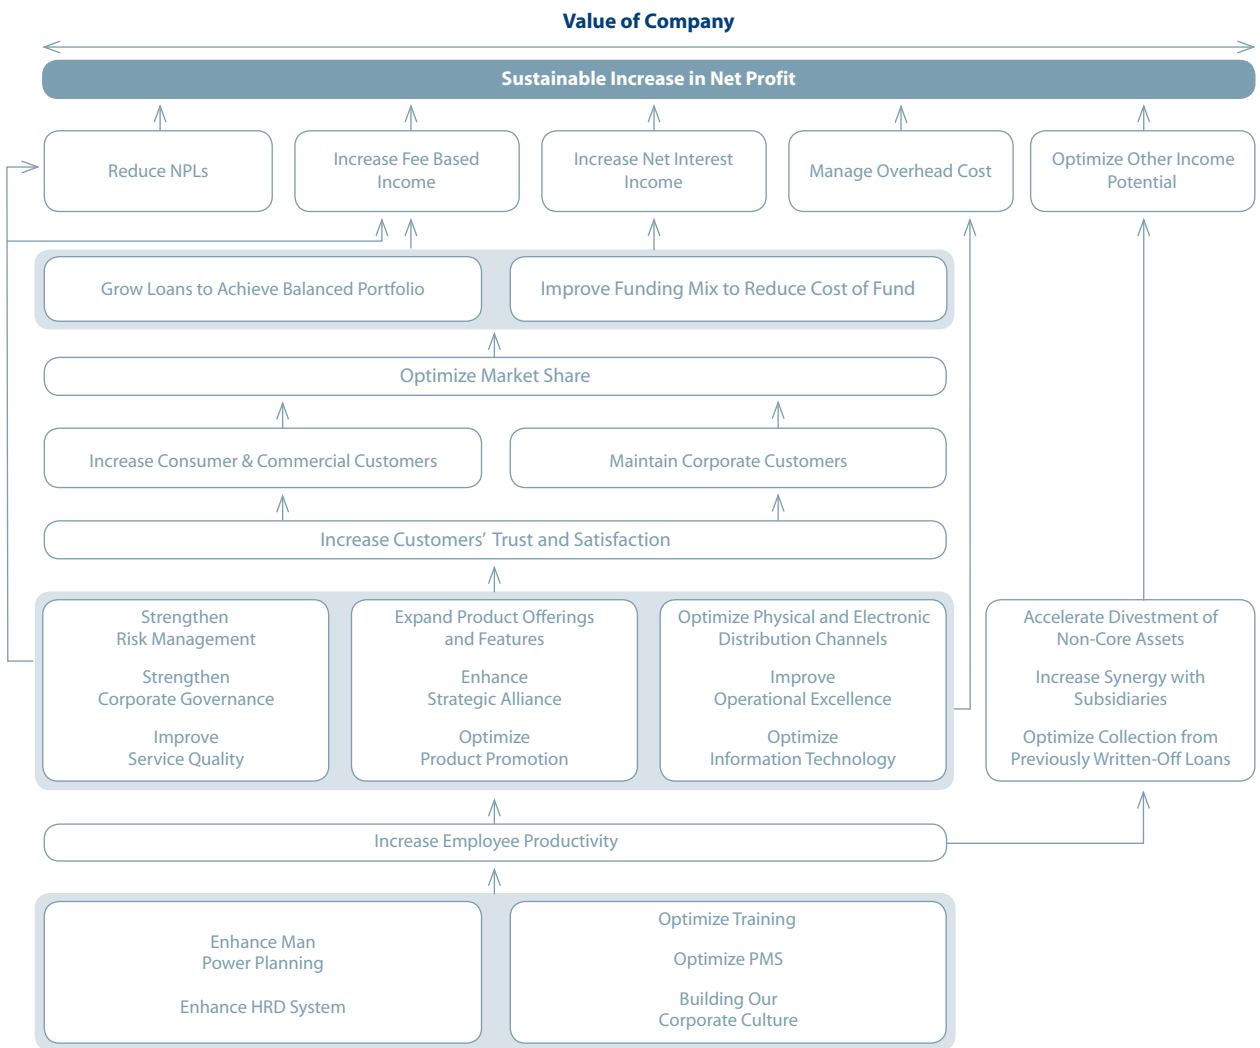 Value of Company
Sustainable Increase in Net Profit
Reduce NPLs
Increase Fee Based
Income
Increase Net Interest
Income
Manage Overhead Cost
Optimize Other Income
Potential
Grow Loans to Achieve Balanced Portfolio
Improve Funding Mix to Reduce Cost of Fund
Optimize Market Share
Increase Consumer & Commercial Customers
Maintain Corporate Customers
Increase Customers’ Trust and Satisfaction
Strengthen
Risk Management
Strengthen
Corporate Governance
Improve
Service Quality
Expand Product Offerings
and Features
Enhance
Strategic Alliance
Optimize
Product Promotion
Optimize Physical and Electronic
Distribution Channels
Improve
Operational Excellence
Optimize
Information Technology
Accelerate Divestment of
Non-Core Assets
Increase Synergy with
Subsidiaries
Optimize Collection from
Previously Written-Off Loans
Increase Employee Productivity
Enhance Man
Power Planning
Enhance HRD System
Optimize Training
Optimize PMS
Building Our
Corporate Culture